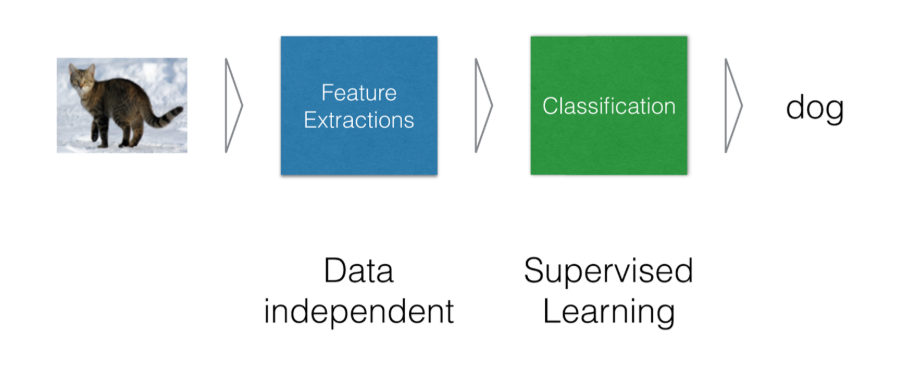 Feature
Extractions
Classification
dog
Data
independent
Supervised
Learning